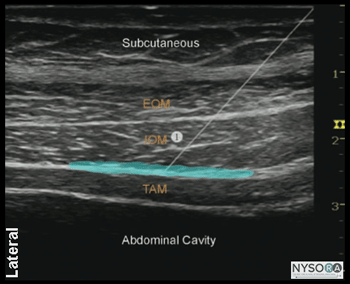 Subcutaneous
1
EOM
IOM 1
2
TAM
3
Abdominal Cavity
Lateral
NYSORA